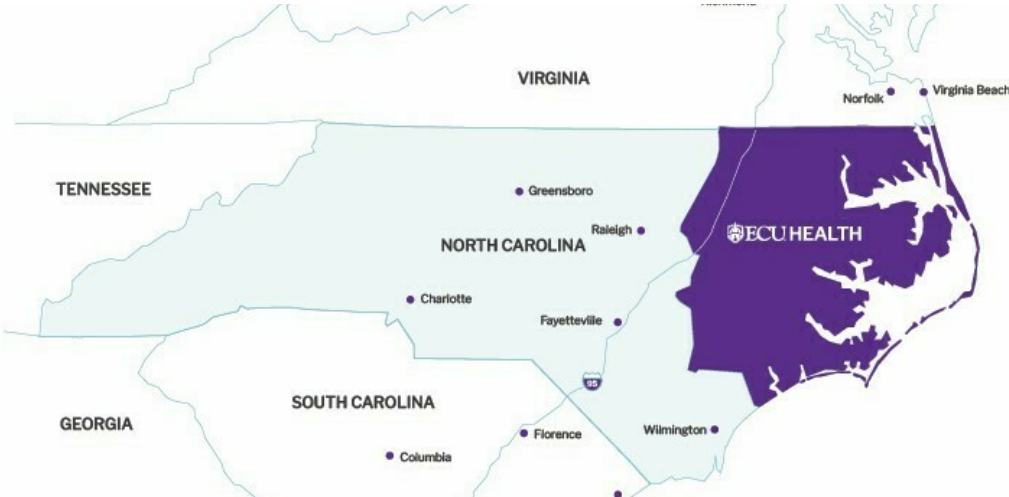 VIRGINIA
Norfolk
Virginia Beach
TENNESSEE
Greensboro
Raleigh
ECU HEALTH
NORTH CAROLINA
Charlotte
Fayetteville
95
SOUTH CAROLINA
GEORGIA
Florence
Wilmington
Columbia